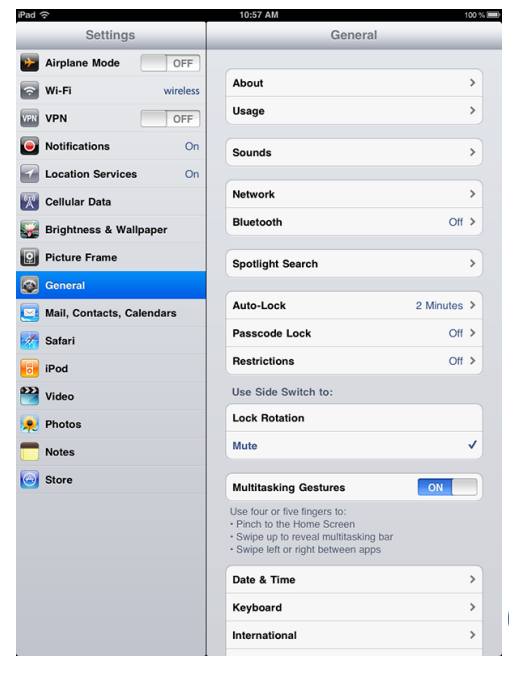 iPad 10:57 AM 100 %
Settings
General
Airplane Mode OFF
Wi-Fi wireless
VPN VPN OFF
Notifications On
Location Services On
Cellular Data
Brightness & Wallpaper
Picture Frame
General
Mail, Contacts, Calendars
Safari
iPod
Video
Photos
Notes
Store
About
Usage
Sounds
Network
Bluetooth Off
Spotlight Search
Auto-Lock 2 Minutes
Passcode Lock Off
Restrictions Off
Use Side Switch to:
Lock Rotation
Mute
Multitasking Gestures ON
Use four or five fingers to:
• Pinch to the Home Screen
• Swipe up to reveal multitasking bar
• Swipe left or right between apps
Date & Time
Keyboard
International